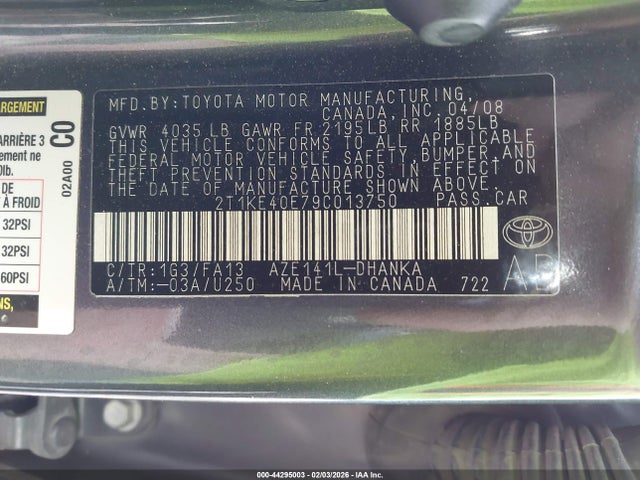 ARGEMENT
ARRIÈRE 3
ement ne
0lb.
DE
À FROID
32PSI
32PSI
60PSI
NS,
CO
02A00
MFD.BY:TOYOTA MOTOR MANUFACTURING,
CANADA,INC. 04/08
GVWR 4035 LB GAWR FR 2195LB RR 1885LB
THIS VEHICLE CONFORMS TO ALL APPLICABLE
FEDERAL MOTOR VEHICLE SAFETY,BUMPER,AND
THEFT PREVENTION STANDARDS IN EFFECT ON
THE DATE OF MANUFACTURE SHOWN ABOVE.
2T1KE40E79C013750 PASS.CAR
C/TR:1G3/FA13 AZE141L-DHANKA
A/TM:-03A/U250 MADE IN CANADA 722
AD
000-44295003 - 02/03/2026 - IAA Inc.